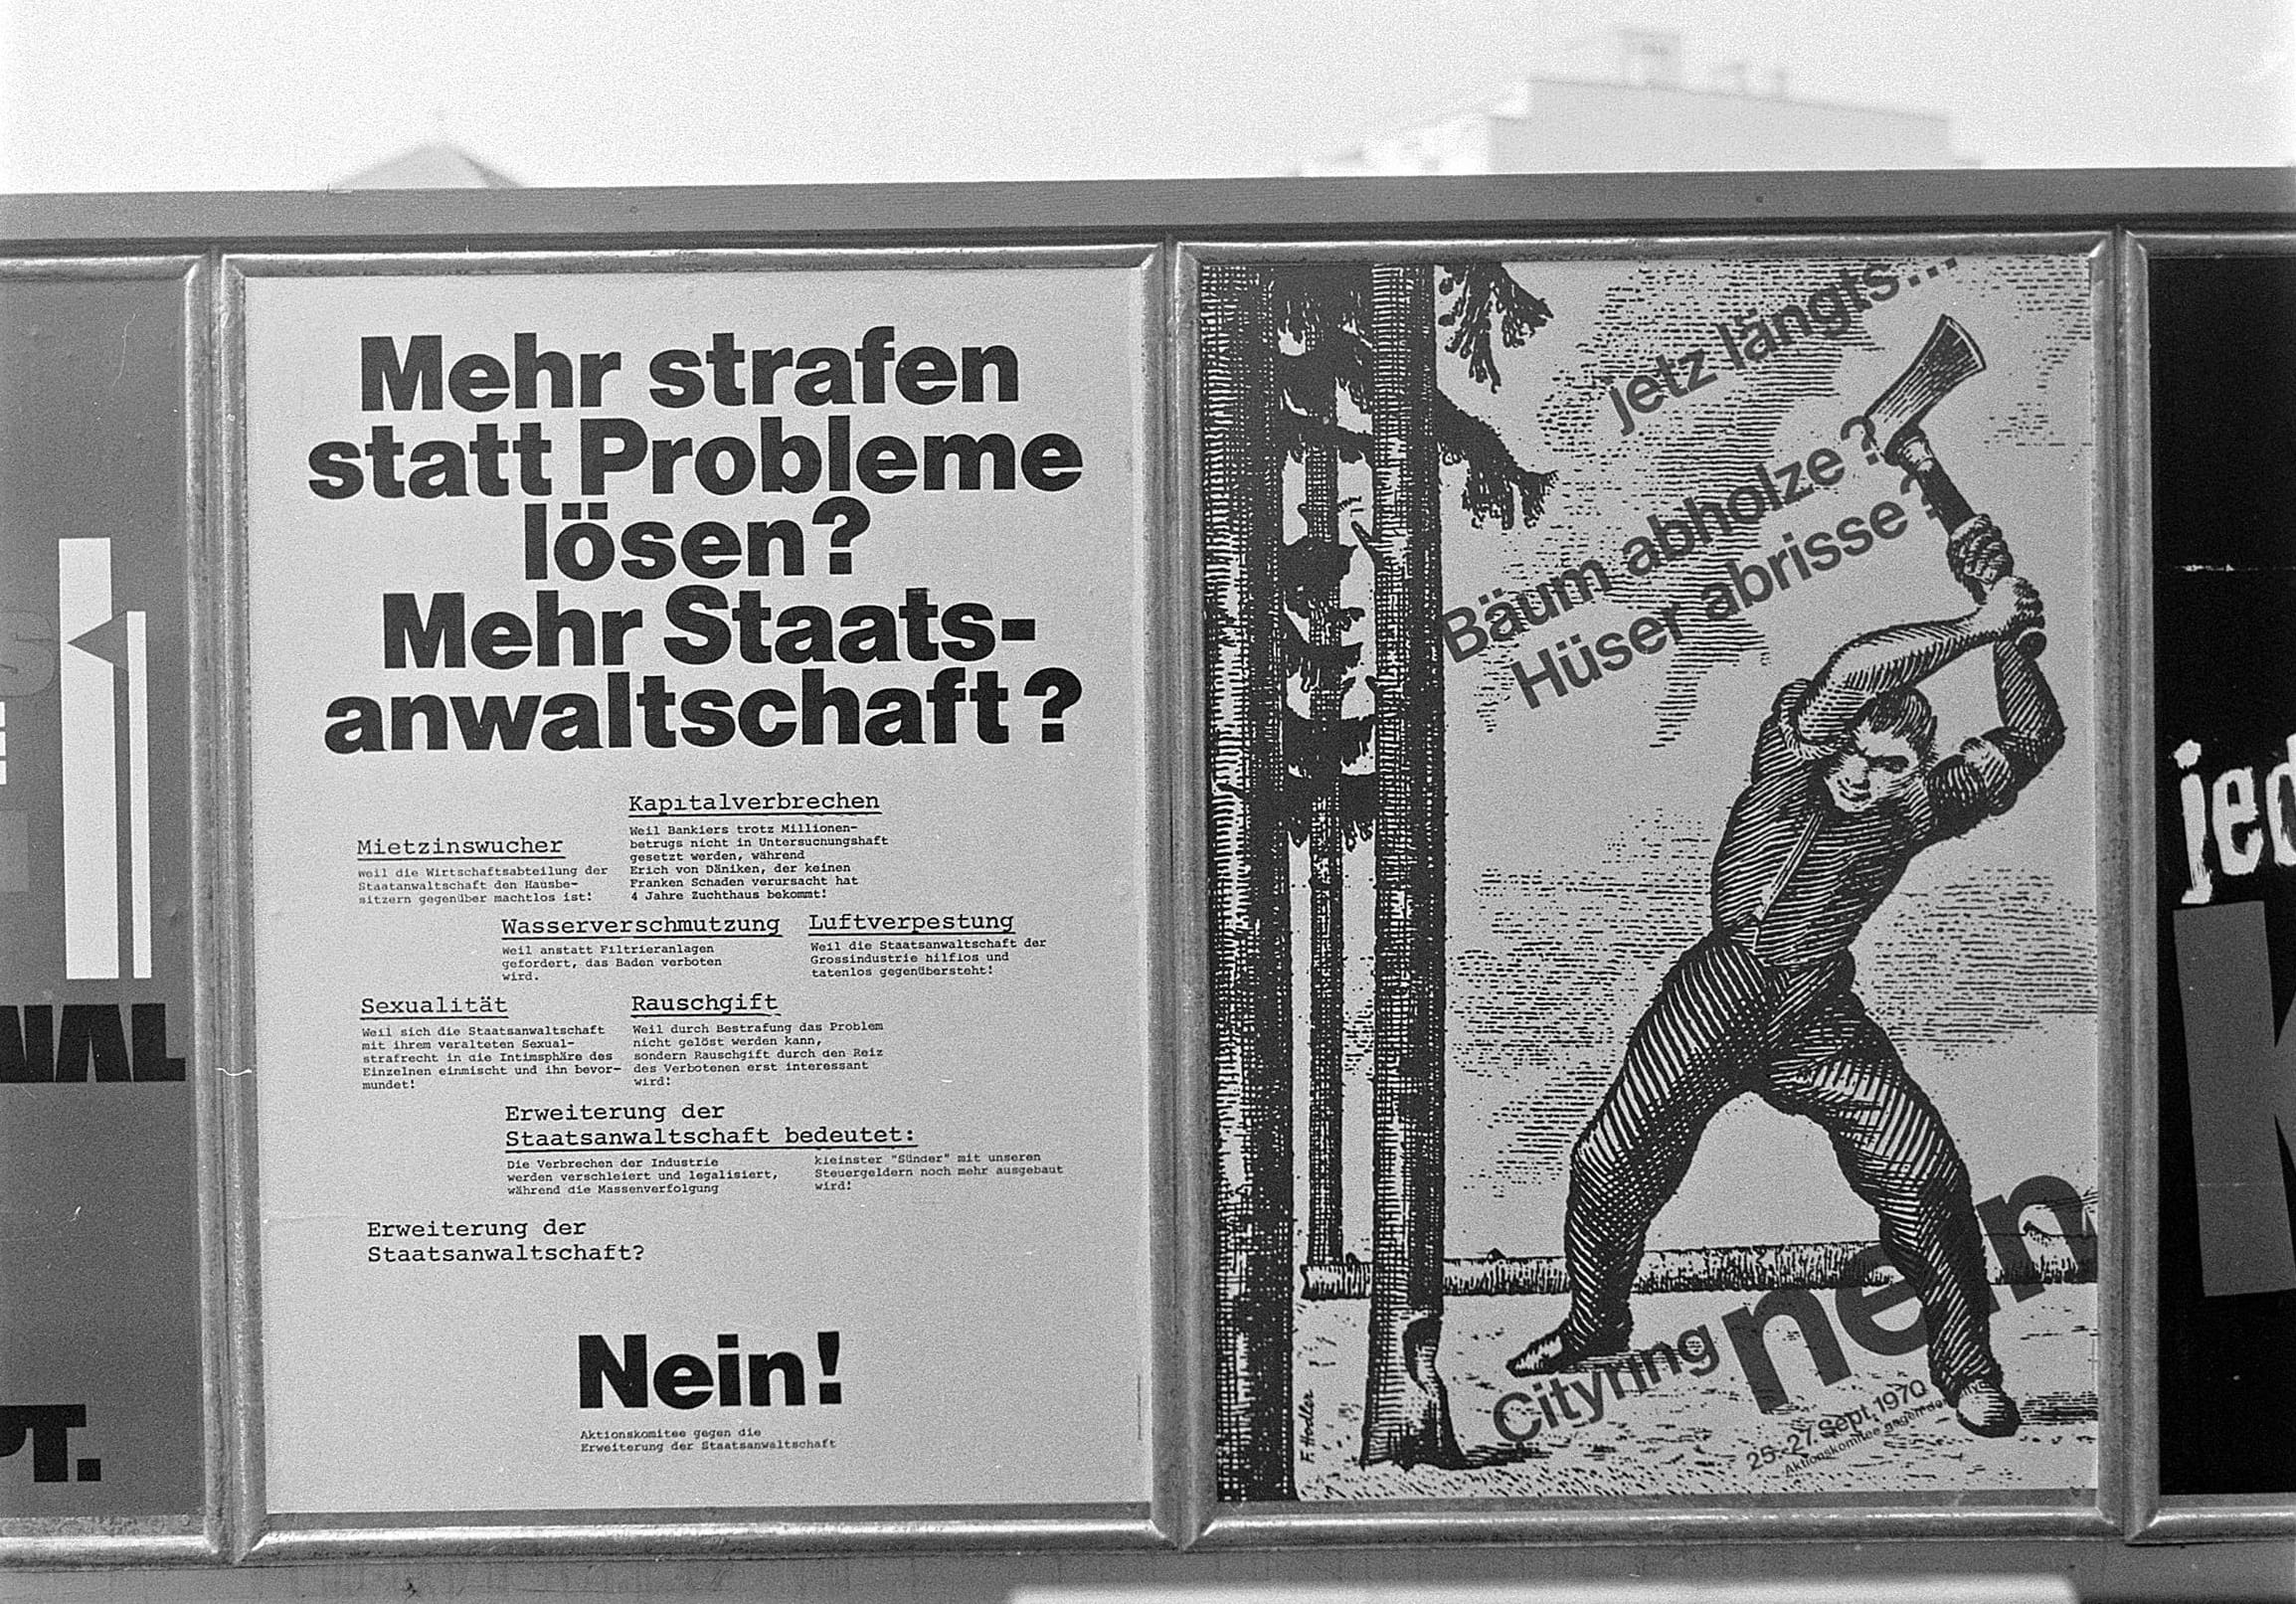 NAL
PT.
Mehr strafen
statt Probleme
lösen?
Mehr Staats-
anwaltschaft?
Mietzinswucher
weil die Wirtschaftsabteilung der
Staatanwaltschaft den Hausbe-
sitzern gegenüber machtlos ist!
Kapitalverbrechen
Weil Bankiers trotz Millionen-
betrugs nicht in Untersuchungshaft
gesetzt werden, während
Erich von Däniken, der keinen
Franken Schaden verursacht hat
4 Jahre Zuchthaus bekommt!
Wasserverschmutzung
Weil anstatt Filtrieranlagen
gefordert, das Baden verboten
wird.
Luftverpestung
Weil die Staatsanwaltschaft der
Grossindustrie hilflos und
tatenlos gegenübersteht!
Sexualität
Weil sich die Staatsanwaltschaft
mit ihrem veralteten Sexual-
strafrecht in die Intimsphäre des
Einzelnen einmischt und ihn bevor-
mundet!
Rauschgift
Weil durch Bestrafung das Problem
nicht gelöst werden kann,
sondern Rauschgift durch den Reiz
des Verbotenen erst interessant
wird!
Erweiterung der
Staatsanwaltschaft bedeutet:
Die Verbrechen der Industrie
werden verschleiert und legalisiert,
während die Massenverfolgung
kleinster "Sünder" mit unseren
Steuergeldern noch mehr ausgebaut
wird!
Erweiterung der
Staatsanwaltschaft?
Nein!
Aktionskomitee gegen die
Erweiterung der Staatsanwaltschaft
jetz längts...
Bäum abholze?
Hüser abrisse?
Cityring nein
25.-27. Sept. 1970
Aktionskomitee gegen den
F. Hodler
jed
K